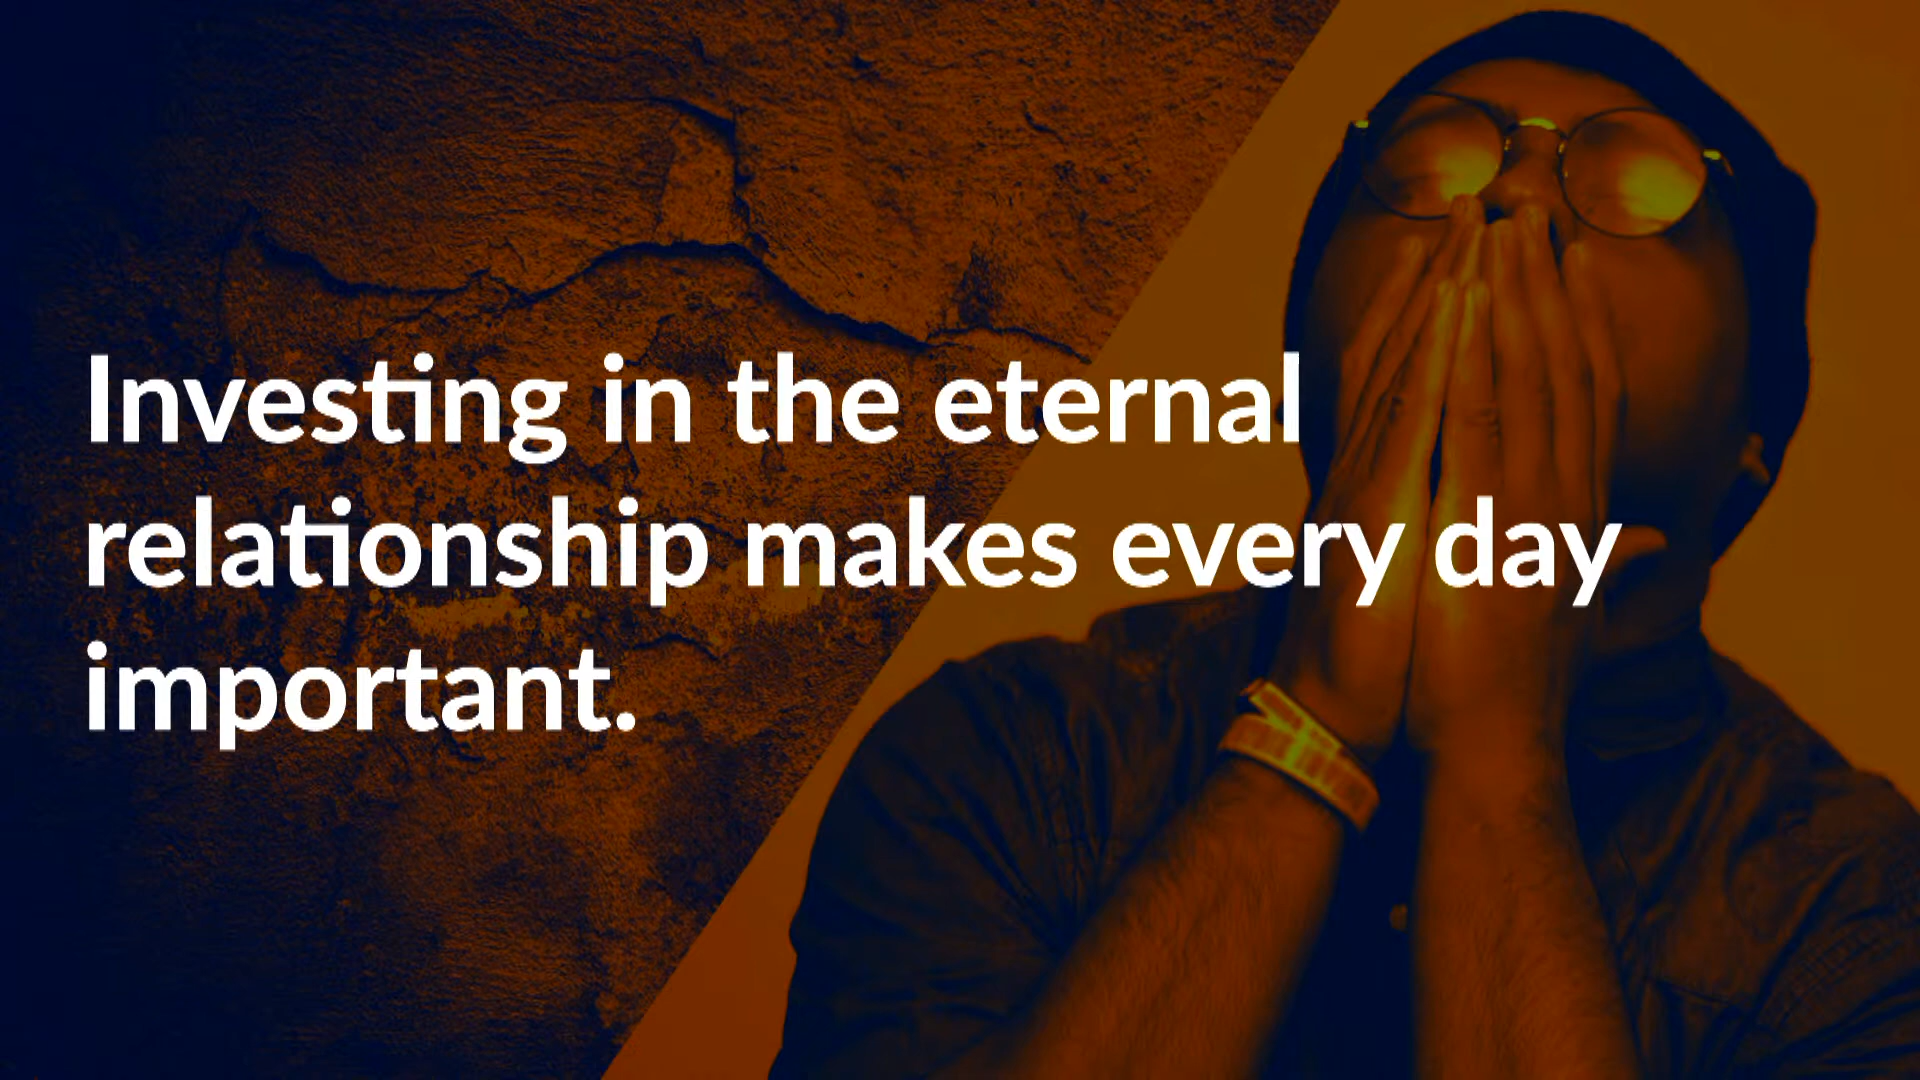 Investing in the eternal
relationship makes every day
important.